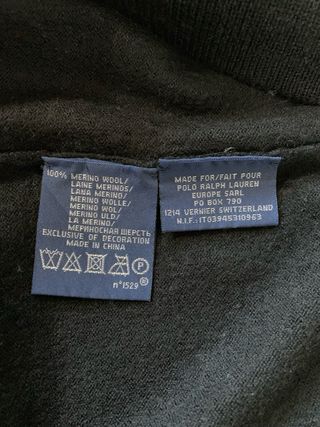 100% MERINO WOOL/
LAINE MERINOS/
LANA MERINO/
MERINO WOLLE/
MERINO WOL/
MERINO ULD/
LA MERINO/
МЕРИНОСНАЯ ШЕРСТЬ
EXCLUSIVE OF DECORATION
MADE IN CHINA
P
n°1529 ®
MADE FOR/FAIT POUR
POLO RALPH LAUREN
EUROPE SARL
PO BOX 790
1214 VERNIER SWITZERLAND
N.I.F.: IT03945310963